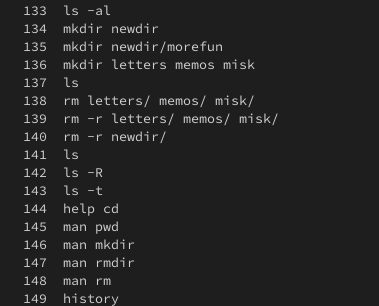 133 ls -al
134 mkdir newdir
135 mkdir newdir/morefun
136 mkdir letters memos misk
137 ls
138 rm letters/ memos/ misk/
139 rm -r letters/ memos/ misk/
140 rm -r newdir/
141 ls
142 ls -R
143 ls -t
144 help cd
145 man pwd
146 man mkdir
147 man rmdir
148 man rm
149 history